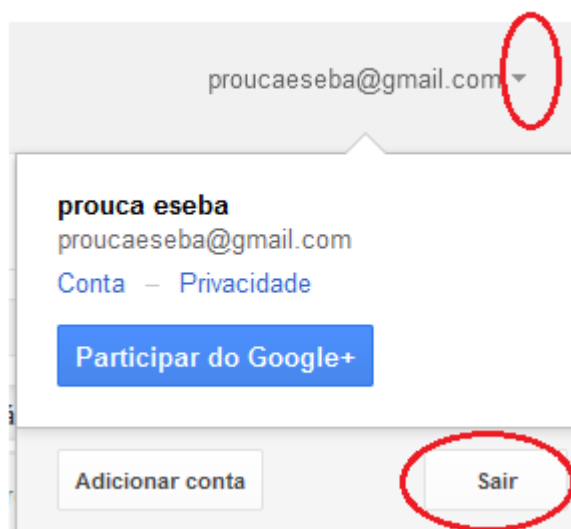 proucaeseba@gmail.com
prouca eseba
proucaeseba@gmail.com
Conta – Privacidade
Participar do Google+
Adicionar conta Sair